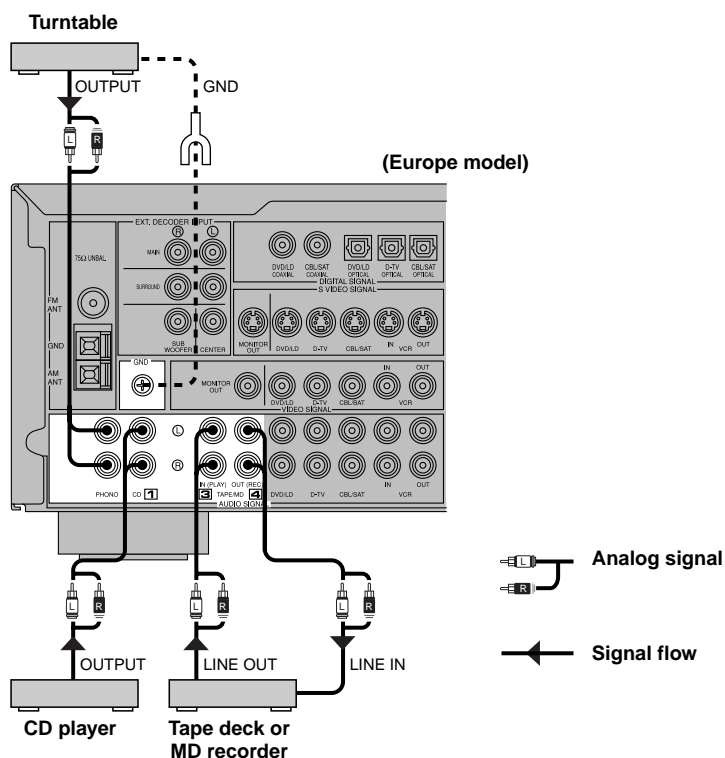 Turntable
OUTPUT
GND
L R
(Europe model)
EXT. DECODER INPUT
R L
75Ω UNBAL.
MAIN
SURROUND
SUB WOOFER
CENTER
FM ANT
GND
AM ANT
DVD/LD COAXIAL
CBL/SAT COAXIAL
DVD/LD OPTICAL
D-TV OPTICAL
CBL/SAT OPTICAL
DIGITAL SIGNAL
S VIDEO SIGNAL
MONITOR OUT
DVD/LD
D-TV
CBL/SAT
IN
VCR
OUT
GND
MONITOR OUT
IN
OUT
DVD/LD
D-TV
CBL/SAT
VCR
VIDEO SIGNAL
L
R
IN (PLAY)
OUT (REC)
IN
OUT
PHONO
CD 1
3 TAPE/MD 4
DVD/LD
D-TV
CBL/SAT
VCR
AUDIO SIGNAL
L R
L R
L R
L
R
Analog signal
OUTPUT
LINE OUT
LINE IN
Signal flow
CD player
Tape deck or
MD recorder